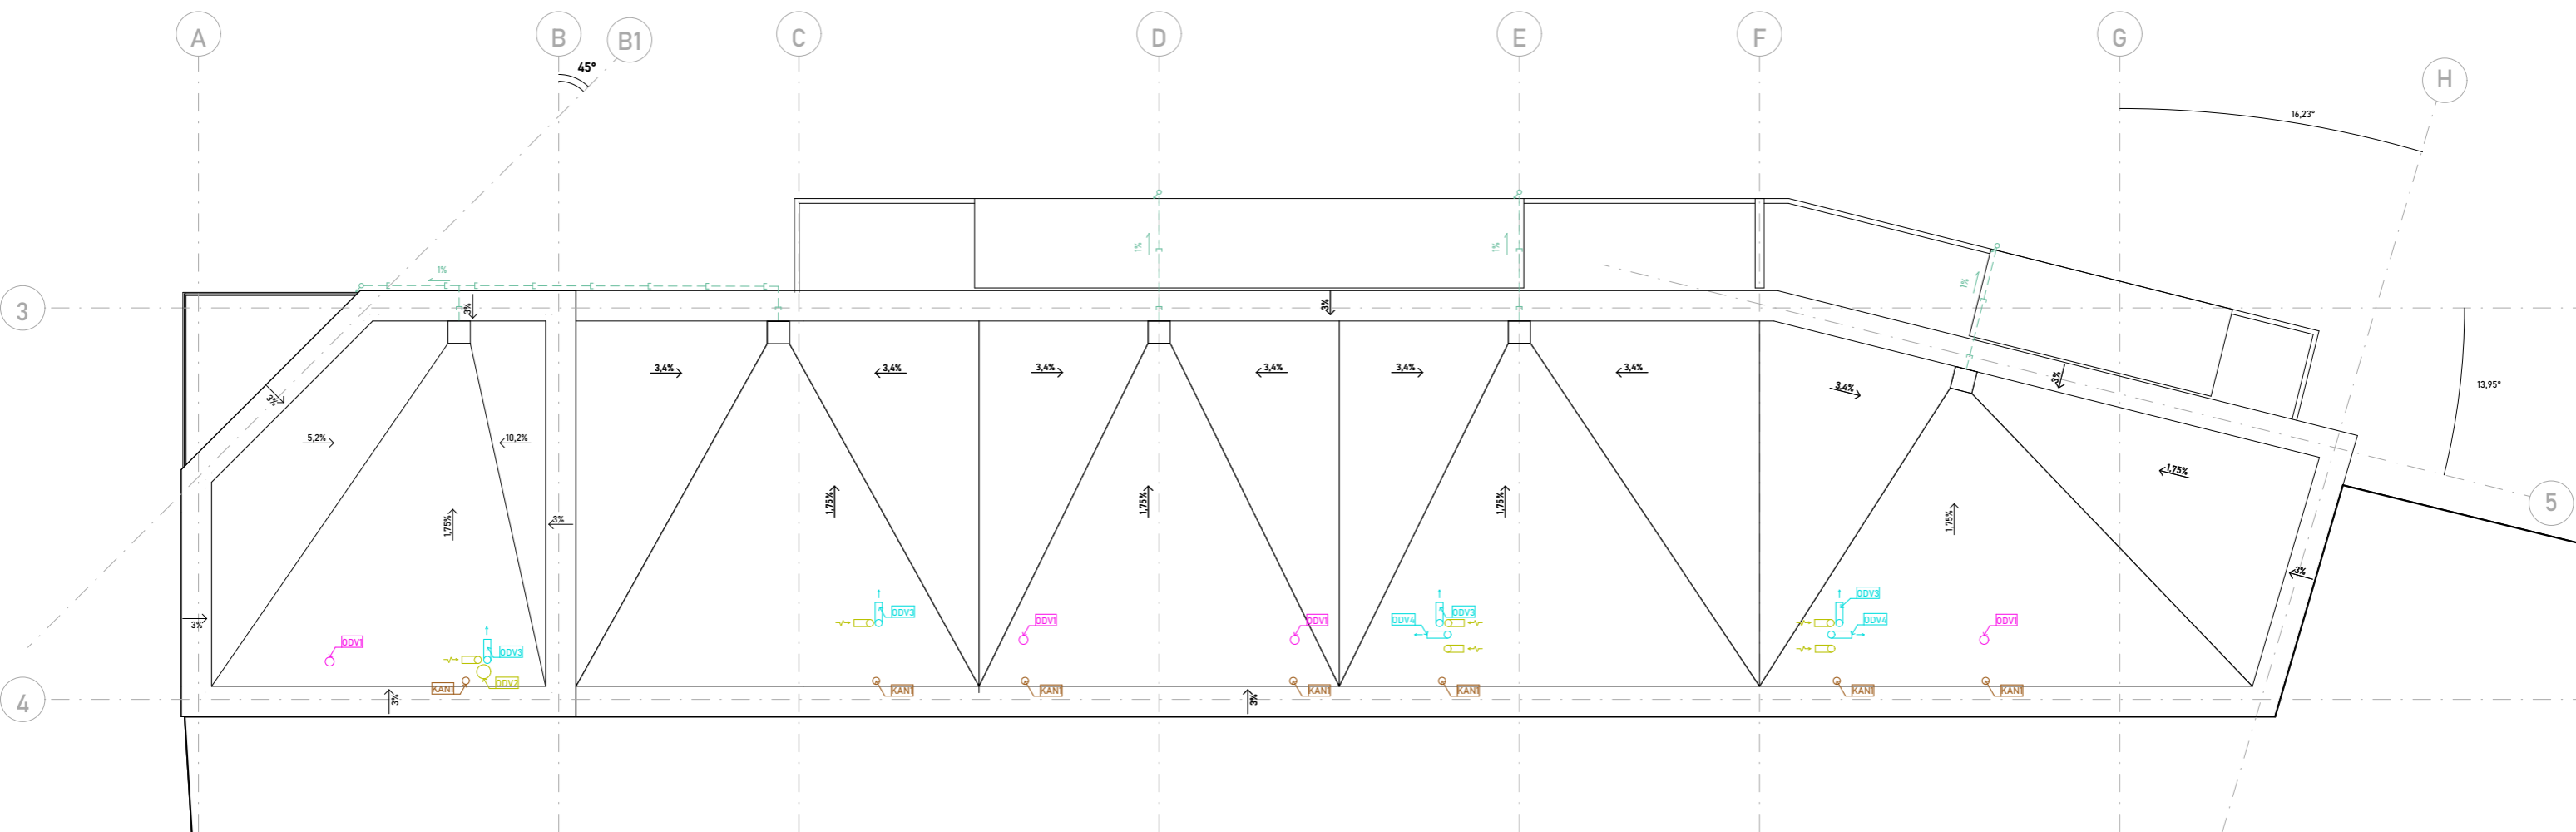 A
B
B1
C
D
E
F
G
H
45°
16,23°
1%
1%
1%
1%
3
3%
3%
13,95°
3,4%
3,4%
3,4%
3,4%
3,4%
3,4%
3,4%
3%
3%
5,2%
10,2%
1,75%
1,75%
1,75%
1,75%
1,75%
1,75%
5
3%
3%
3%
ODV3
ODV1
ODV1
ODV4
ODV3
ODV3
ODV4
ODV1
ODV1
ODV3
ODV2
KAN1
KAN1
KAN1
KAN1
KAN1
KAN1
KAN1
4
3%
3%